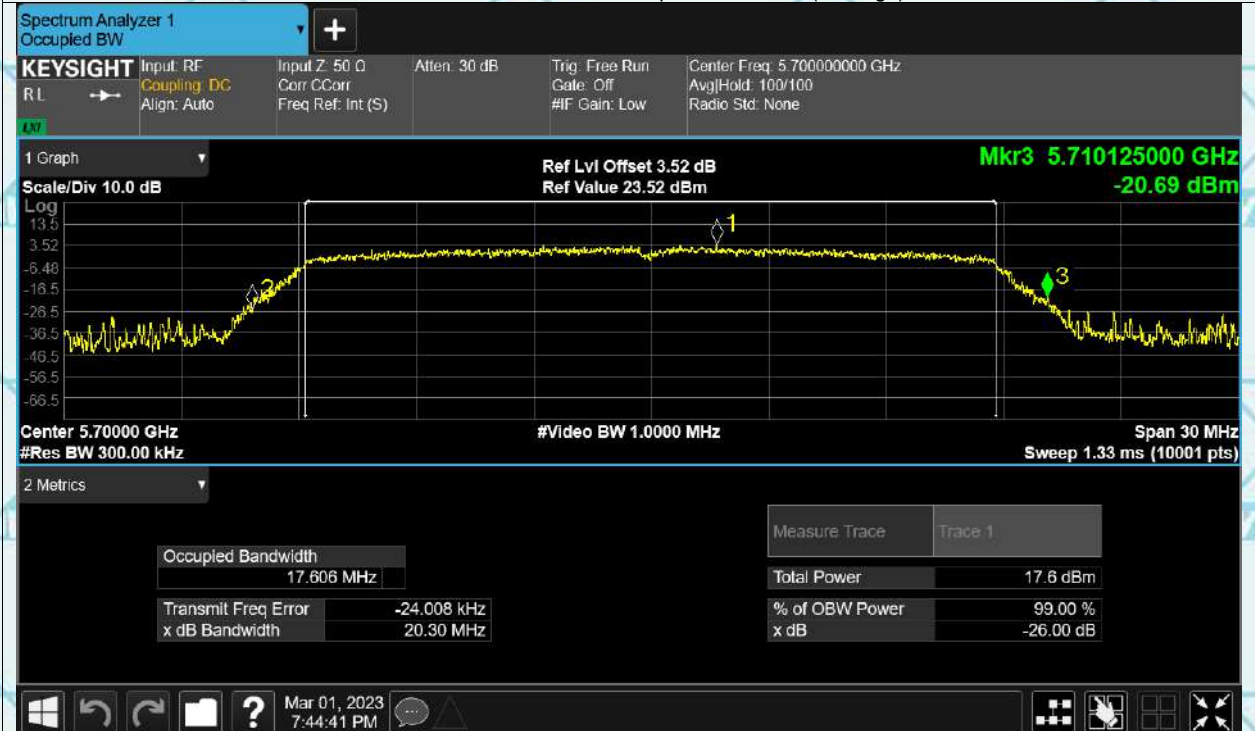 Spectrum Analyzer 1
Occupied BW
+
KEYSIGHT Input: RF Input Z: 50 Ω Atten: 30 dB Trig: Free Run Center Freq: 5.700000000 GHz
RL Coupling: DC Corr CCorr Gate: Off Avg|Hold: 100/100
Align: Auto Freq Ref: Int (S) #IF Gain: Low Radio Std: None
LXI
1 Graph Ref Lvl Offset 3.52 dB Mkr3 5.710125000 GHz
Scale/Div 10.0 dB Ref Value 23.52 dBm -20.69 dBm
Log
13.5
3.52
-6.48
-16.5
-26.5
-36.5
-46.5
-56.5
-66.5
1
2
3
Center 5.70000 GHz #Video BW 1.0000 MHz Span 30 MHz
#Res BW 300.00 kHz Sweep 1.33 ms (10001 pts)
2 Metrics
Measure Trace Trace 1
Occupied Bandwidth
17.606 MHz Total Power 17.6 dBm
Transmit Freq Error -24.008 kHz % of OBW Power 99.00 %
x dB Bandwidth 20.30 MHz x dB -26.00 dB
? Mar 01, 2023
7:44:41 PM